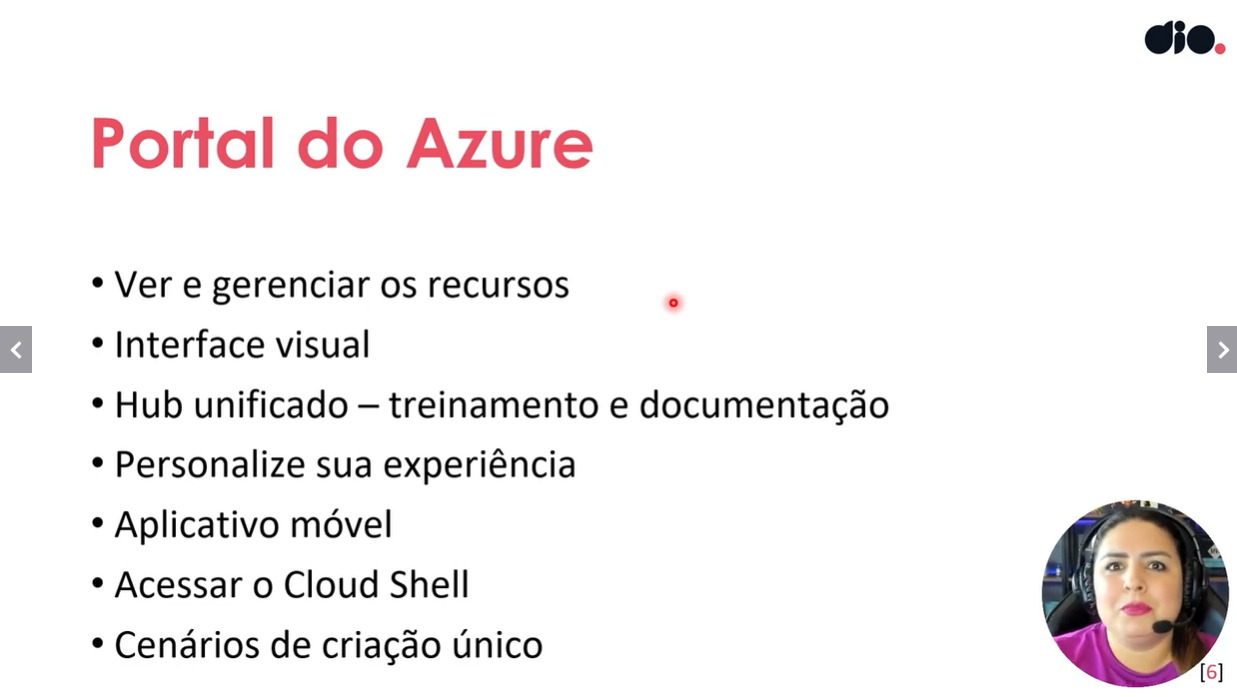 dio.
Portal do Azure
• Ver e gerenciar os recursos
• Interface visual
• Hub unificado – treinamento e documentação
• Personalize sua experiência
• Aplicativo móvel
• Acessar o Cloud Shell
• Cenários de criação único
[6]